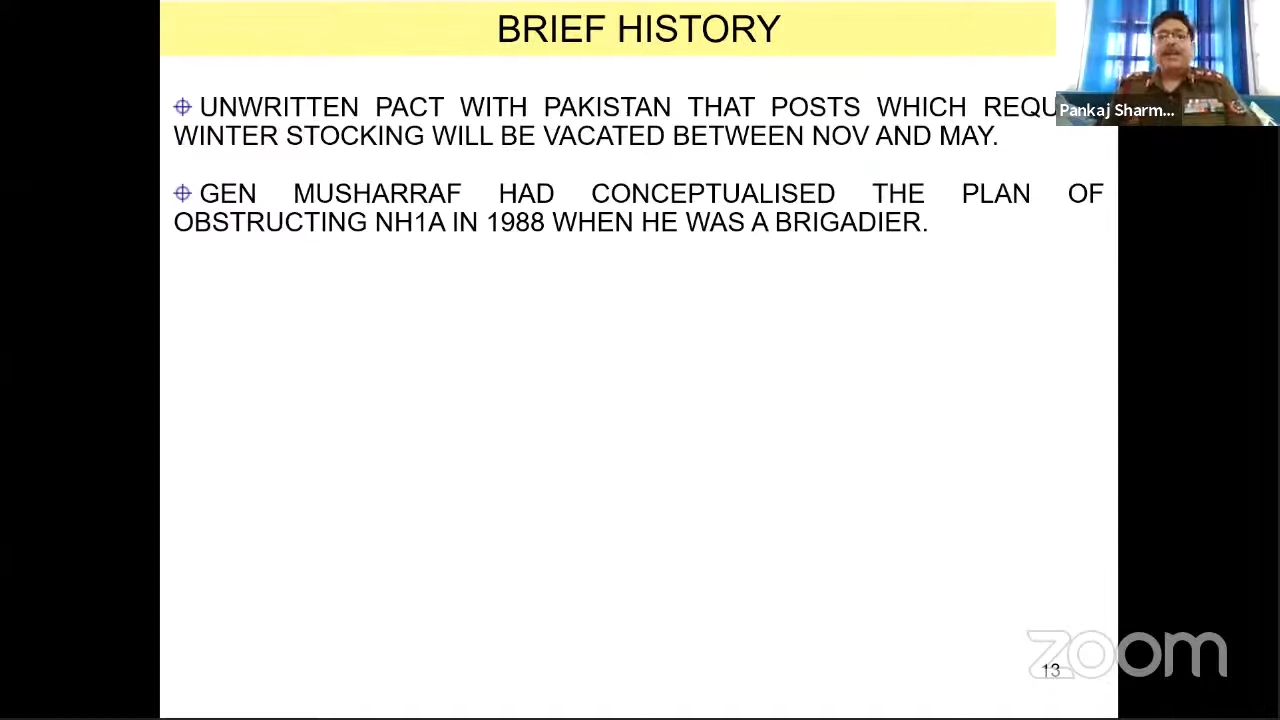 BRIEF HISTORY
UNWRITTEN PACT WITH PAKISTAN THAT POSTS WHICH REQU
WINTER STOCKING WILL BE VACATED BETWEEN NOV AND MAY.
GEN MUSHARRAF HAD CONCEPTUALISED THE PLAN OF
OBSTRUCTING NH1A IN 1988 WHEN HE WAS A BRIGADIER.
Pankaj Sharm...
zoom
13